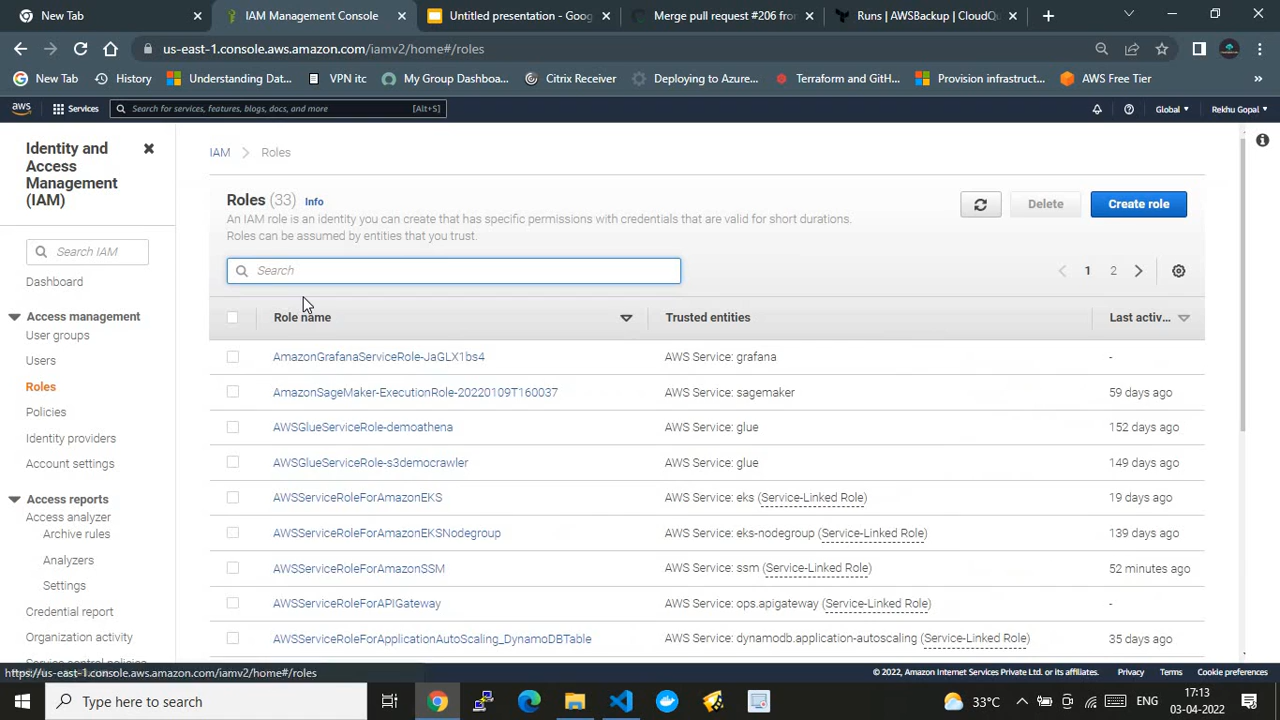 New Tab
IAM Management Console
Untitled presentation - Goog
Merge pull request #206 from
Runs | AWSBackup | CloudQu
us-east-1.console.aws.amazon.com/iamv2/home#/roles
New Tab
History
Understanding Dat...
VPN itc
My Group Dashboa...
Citrix Receiver
Deploying to Azure...
Terraform and GitH...
Provision infrastruct...
AWS Free Tier
»
aws
Services
Search for services, features, blogs, docs, and more
[Alt+S]
Global
Rekhu Gopal
Identity and Access Management (IAM)
Search IAM
Dashboard
Access management
User groups
Users
Roles
Policies
Identity providers
Account settings
Access reports
Access analyzer
Archive rules
Analyzers
Settings
Credential report
Organization activity
Service control policies
IAM > Roles
Roles (33) Info
An IAM role is an identity you can create that has specific permissions with credentials that are valid for short durations.
Roles can be assumed by entities that you trust.
Delete
Create role
Search
1 2
Role name Trusted entities Last activ...
AmazonGrafanaServiceRole-JaGLX1bs4 AWS Service: grafana -
AmazonSageMaker-ExecutionRole-20220109T160037 AWS Service: sagemaker 59 days ago
AWSGlueServiceRole-demoathena AWS Service: glue 152 days ago
AWSGlueServiceRole-s3democrawler AWS Service: glue 149 days ago
AWSServiceRoleForAmazonEKS AWS Service: eks (Service-Linked Role) 19 days ago
AWSServiceRoleForAmazonEKSNodegroup AWS Service: eks-nodegroup (Service-Linked Role) 139 days ago
AWSServiceRoleForAmazonSSM AWS Service: ssm (Service-Linked Role) 52 minutes ago
AWSServiceRoleForAPIGateway AWS Service: ops.apigateway (Service-Linked Role) -
AWSServiceRoleForApplicationAutoScaling_DynamoDBTable AWS Service: dynamodb.application-autoscaling (Service-Linked Role) 35 days ago
https://us-east-1.console.aws.amazon.com/iamv2/home#/roles
© 2022, Amazon Internet Services Private Ltd. or its affiliates.
Privacy
Terms
Cookie preferences
Type here to search
33°C
ENG
17:13
03-04-2022